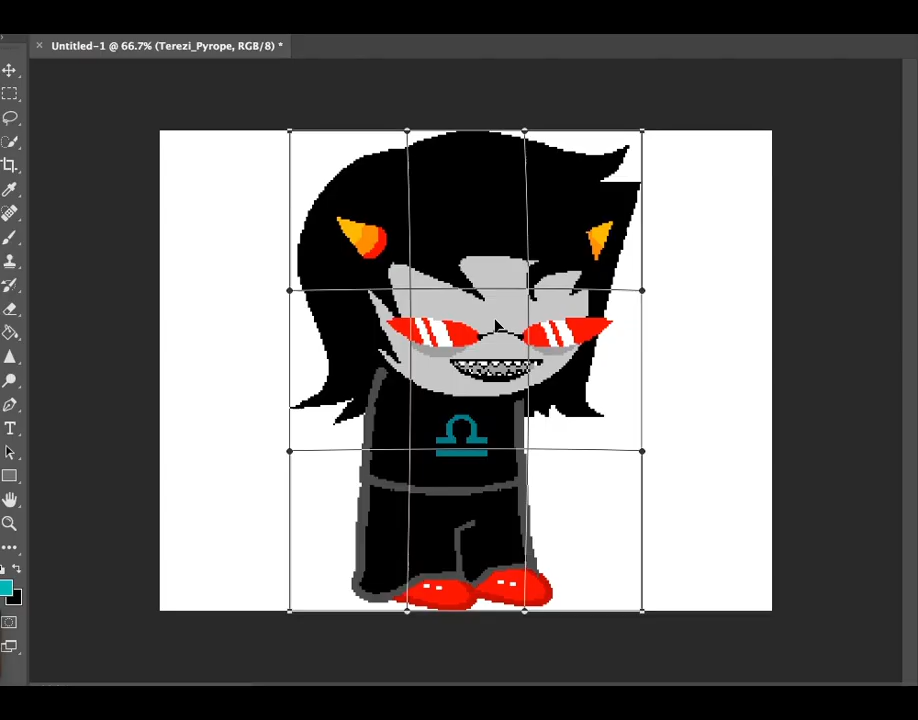 × Untitled-1 @ 66.7% (Terezi_Pyrope, RGB/8) *
T